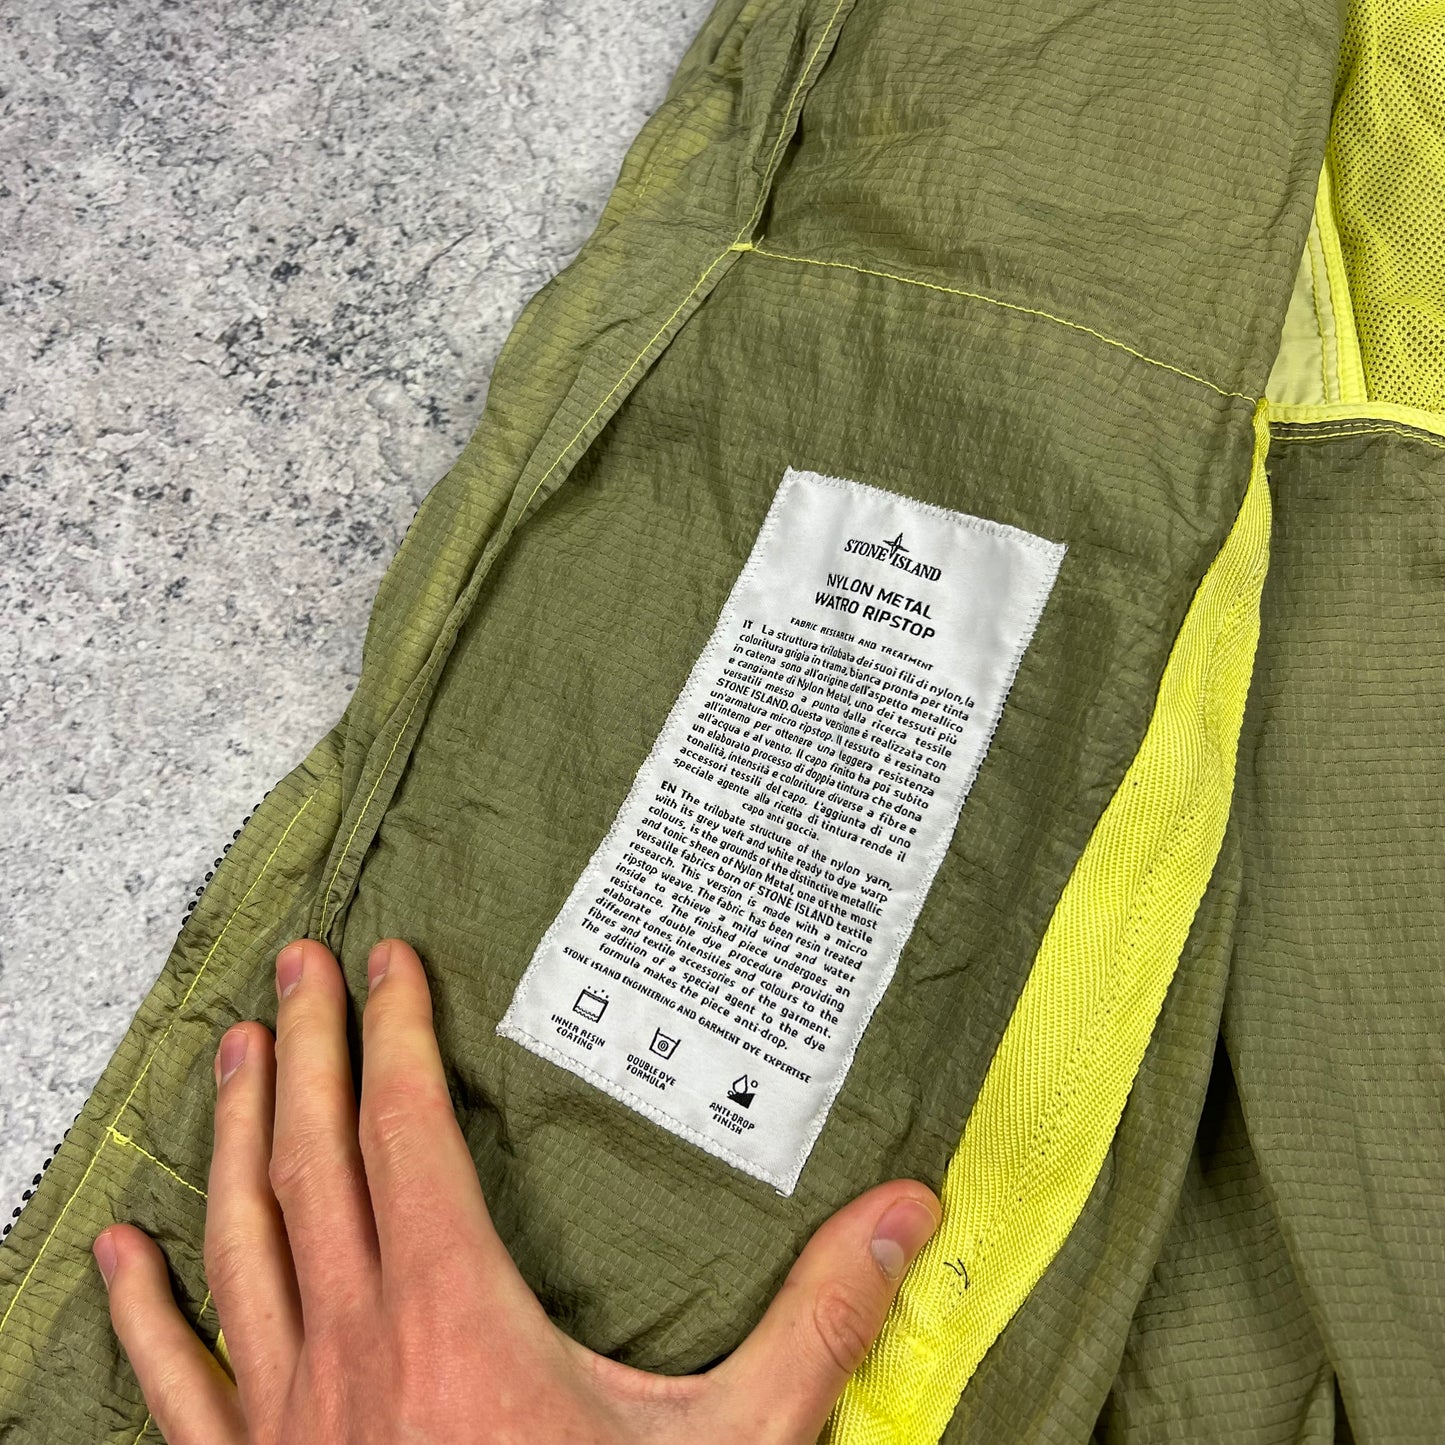 STONE ISLAND
NYLON METAL
WATRO RIPSTOP
FABRIC RESEARCH AND TREATMENT
IT La struttura trilobata dei suoi fili di nylon, la
coloritura grigia in trama, bianca pronta per tinta
in catena sono all'origine dell'aspetto metallico
e cangiante di Nylon Metal, uno dei tessuti più
versatili messo a punto dalla ricerca tessile
STONE ISLAND. Questa versione è realizzata con
un'armatura micro ripstop. Il tessuto è resinato
all'interno per ottenere una leggera resistenza
all'acqua e al vento. Il capo finito ha poi subito
un elaborato processo di doppia tintura che dona
tonalità, intensità e coloriture diverse a fibre e
accessori tessili del capo. L'aggiunta di uno
speciale agente alla ricetta di tintura rende il
capo anti goccia.
EN The trilobate structure of the nylon yarn,
with its grey weft and white ready to dye warp
colours, is the grounds of the distinctive metallic
and tonic sheen of Nylon Metal, one of the most
versatile fabrics born of STONE ISLAND textile
research. This version is made with a micro
ripstop weave. The fabric has been resin treated
inside to achieve a mild wind and water
resistance. The finished piece undergoes an
elaborate double dye procedure providing
different tones, intensities and colours to the
fibres and textile accessories of the garment.
The addition of a special agent to the dye
formula makes the piece anti-drop.
STONE ISLAND ENGINEERING AND GARMENT DYE EXPERTISE
INNER RESIN
COATING
DOUBLE DYE
FORMULA
ANTI-DROP
FINISH